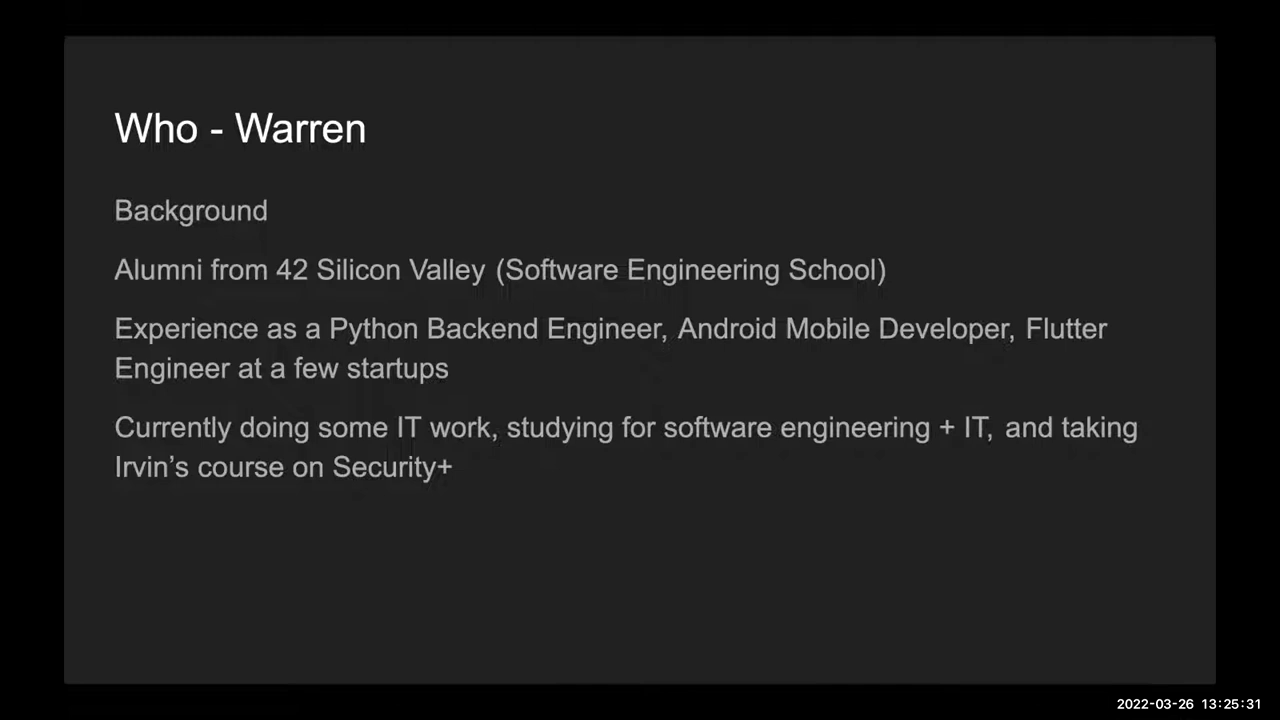 Who - Warren
Background
Alumni from 42 Silicon Valley (Software Engineering School)
Experience as a Python Backend Engineer, Android Mobile Developer, Flutter
Engineer at a few startups
Currently doing some IT work, studying for software engineering + IT, and taking
Irvin’s course on Security+
2022-03-26 13:25:31